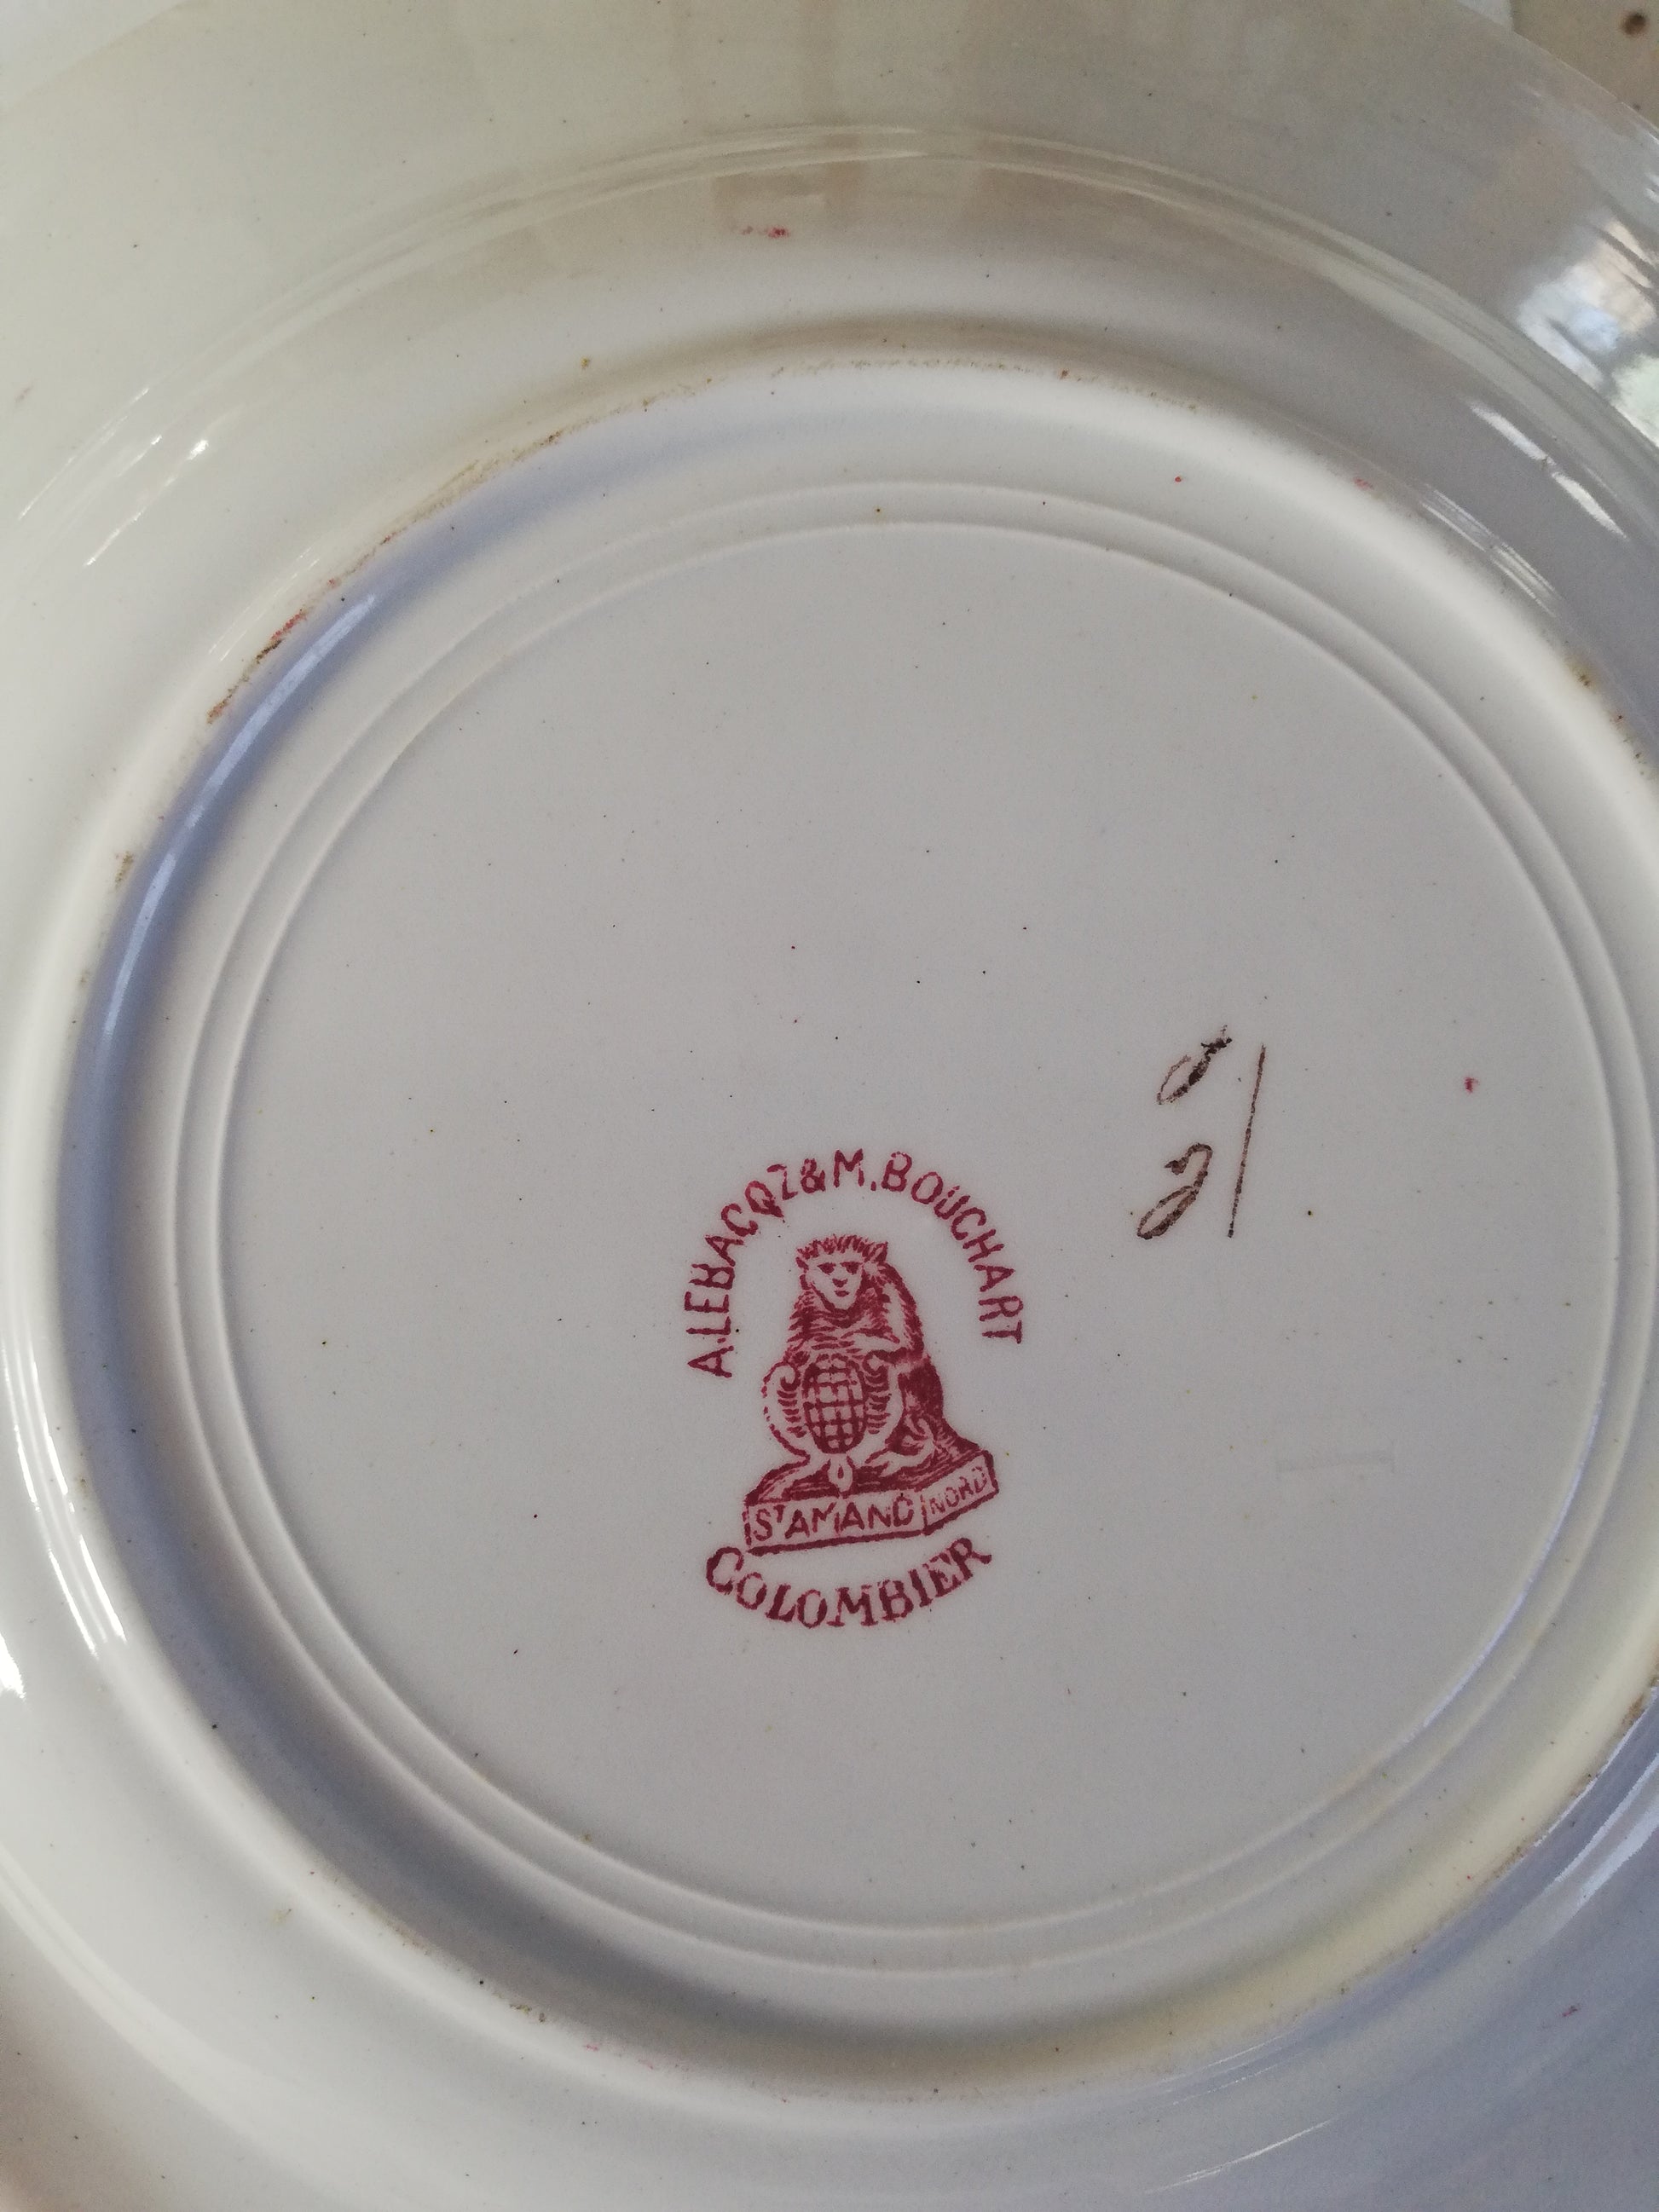 A.LEBACQZ & M.BOUCHART
ST AMAND NORD
COLOMBIER